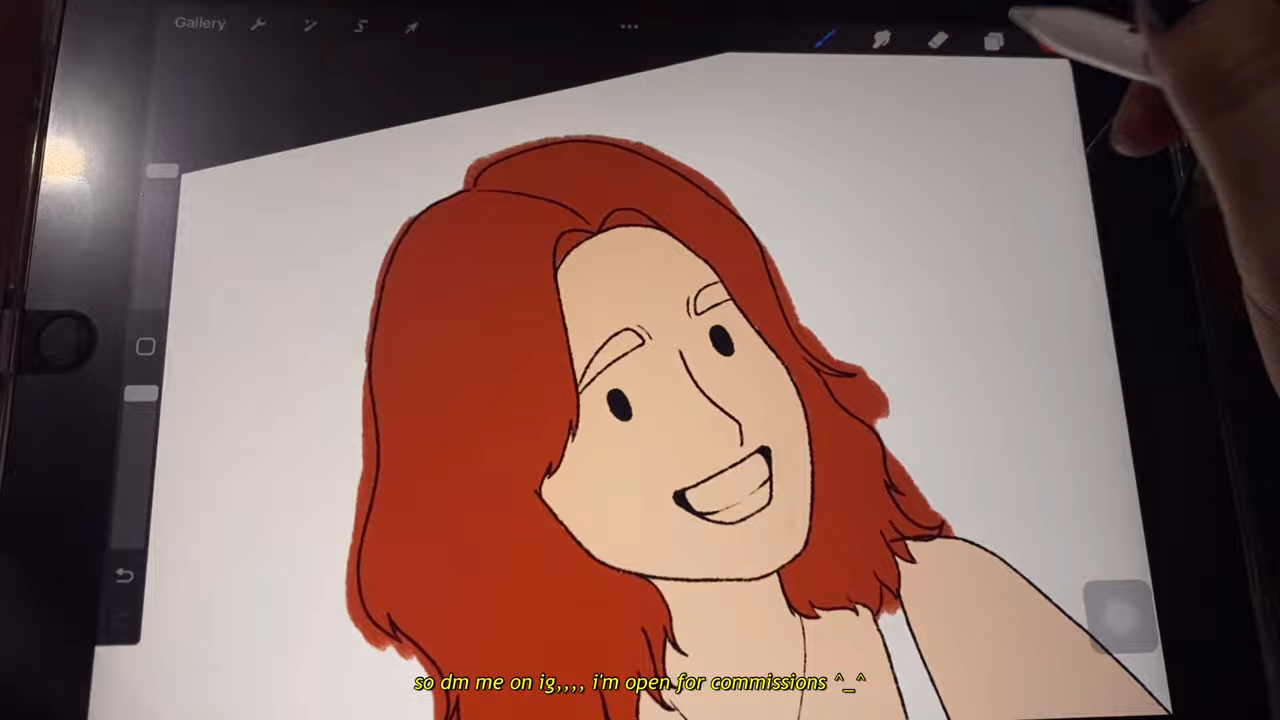 Gallery
so dm me on ig,,,, i'm open for commissions ^_^